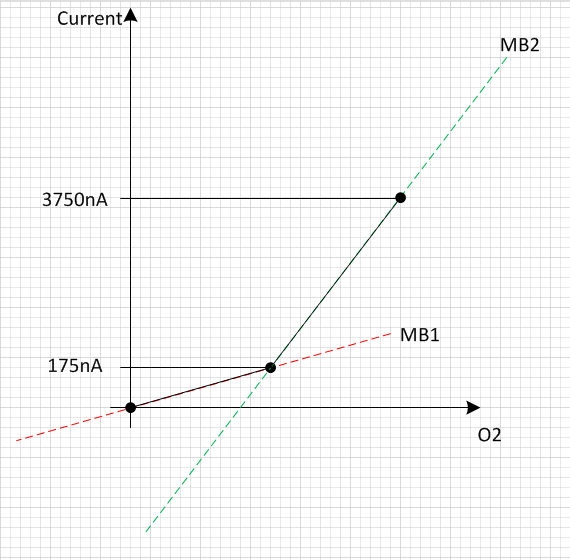 Current
MB2
3750nA
MB1
175nA
O2